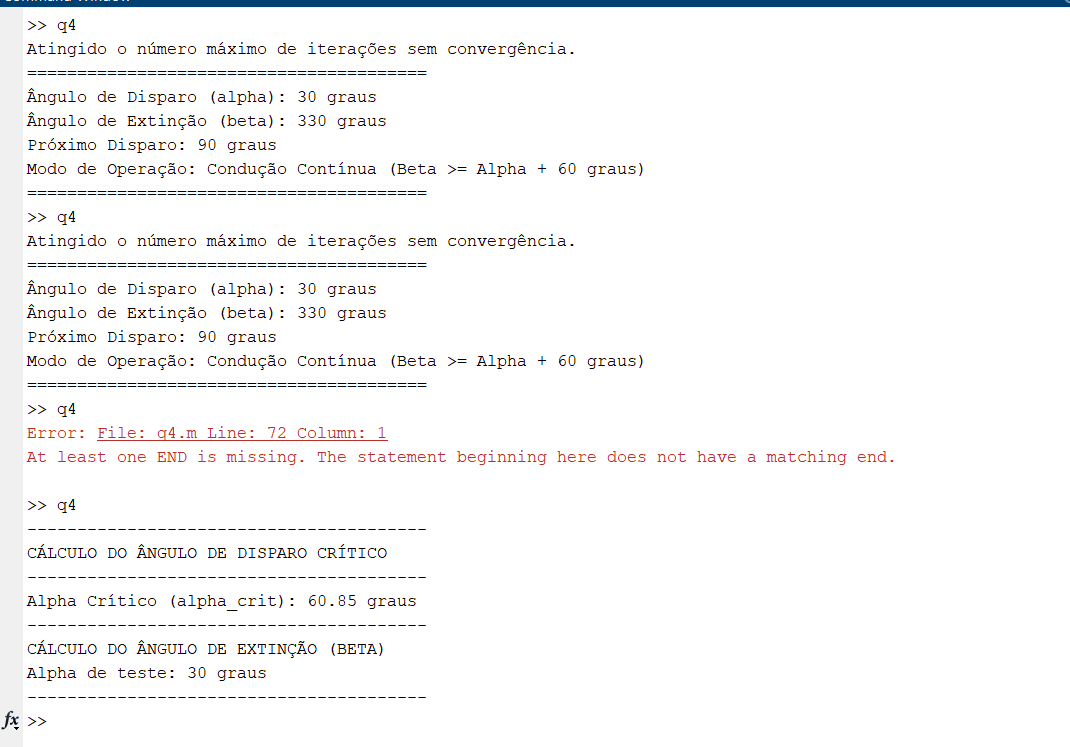 >> q4
Atingido o número máximo de iterações sem convergência.
========================================
Ângulo de Disparo (alpha): 30 graus
Ângulo de Extinção (beta): 330 graus
Próximo Disparo: 90 graus
Modo de Operação: Condução Contínua (Beta >= Alpha + 60 graus)
========================================
>> q4
Atingido o número máximo de iterações sem convergência.
========================================
Ângulo de Disparo (alpha): 30 graus
Ângulo de Extinção (beta): 330 graus
Próximo Disparo: 90 graus
Modo de Operação: Condução Contínua (Beta >= Alpha + 60 graus)
========================================
>> q4
Error: File: q4.m Line: 72 Column: 1
At least one END is missing. The statement beginning here does not have a matching end.
>> q4
----------------------------------------
CÁLCULO DO ÂNGULO DE DISPARO CRÍTICO
----------------------------------------
Alpha Crítico (alpha_crit): 60.85 graus
----------------------------------------
CÁLCULO DO ÂNGULO DE EXTINÇÃO (BETA)
Alpha de teste: 30 graus
----------------------------------------
fx >>